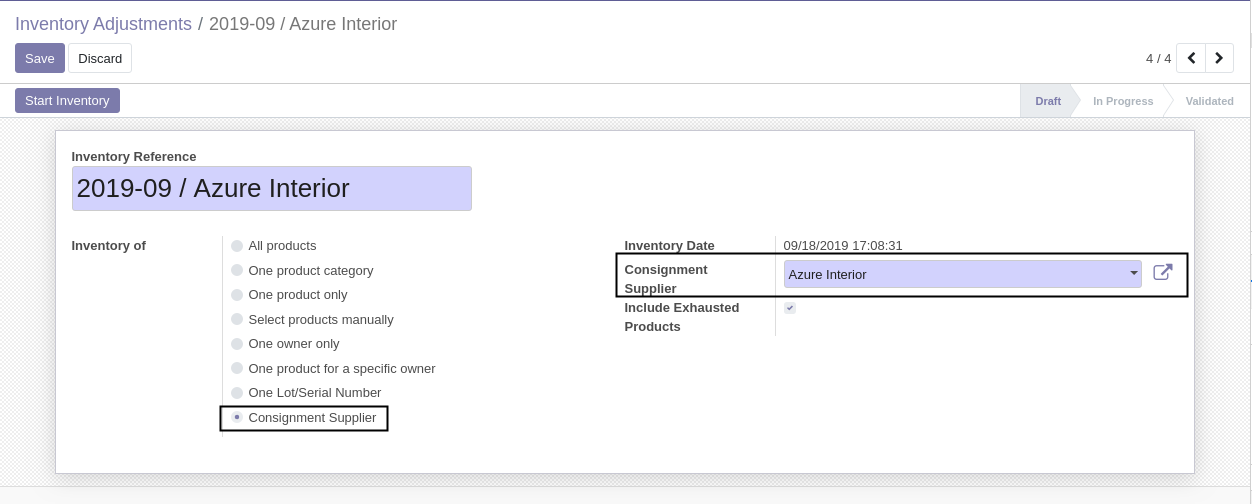 Inventory Adjustments / 2019-09 / Azure Interior
Save Discard
4 / 4
Start Inventory
Draft In Progress Validated
Inventory Reference
2019-09 / Azure Interior
Inventory of
All products
One product category
One product only
Select products manually
One owner only
One product for a specific owner
One Lot/Serial Number
Consignment Supplier
Inventory Date 09/18/2019 17:08:31
Consignment
Supplier
Azure Interior
Include Exhausted
Products